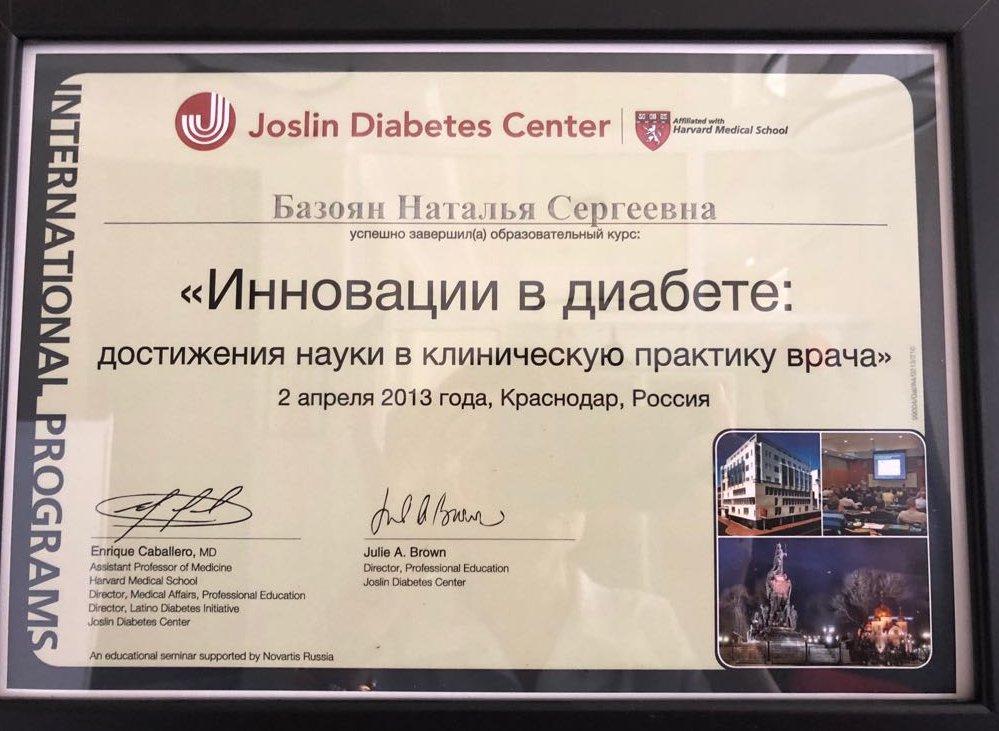 INTERNATIONAL PROGRAMS
Joslin Diabetes Center
Affiliated with
Harvard Medical School
Базоян Наталья Сергеевна
успешно завершил(а) образовательный курс:
«Инновации в диабете:
достижения науки в клиническую практику врача»
2 апреля 2013 года, Краснодар, Россия
Enrique Caballero, MD
Assistant Professor of Medicine
Harvard Medical School
Director, Medical Affairs, Professional Education
Director, Latino Diabetes Initiative
Joslin Diabetes Center
Julie A. Brown
Director, Professional Education
Joslin Diabetes Center
An educational seminar supported by Novartis Russia